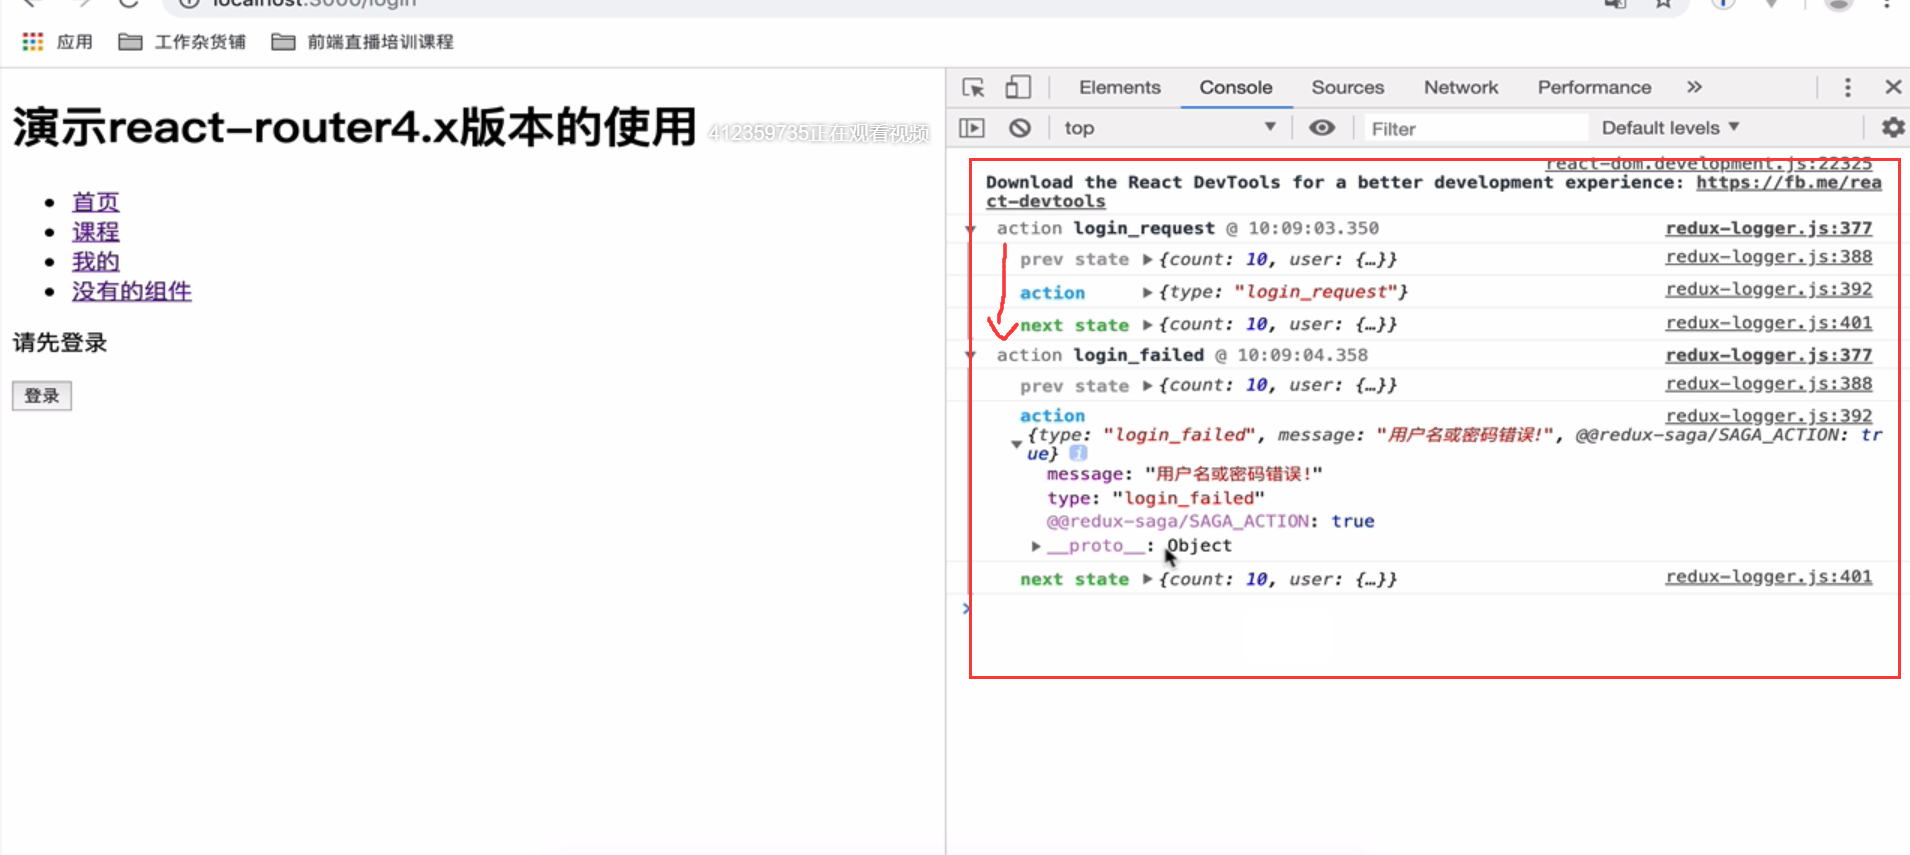 localhost:3000/login
应用 工作杂货铺 前端直播培训课程
演示react-router4.x版本的使用 412359735正在观看视频
首页
课程
我的
没有的组件
请先登录
登录
Elements Console Sources Network Performance
top Filter Default levels
react-dom.development.js:22325
Download the React DevTools for a better development experience: https://fb.me/rea
ct-devtools
action login_request @ 10:09:03.350 redux-logger.js:377
prev state {count: 10, user: {…}} redux-logger.js:388
action {type: "login_request"} redux-logger.js:392
next state {count: 10, user: {…}} redux-logger.js:401
action login_failed @ 10:09:04.358 redux-logger.js:377
prev state {count: 10, user: {…}} redux-logger.js:388
action redux-logger.js:392
{type: "login_failed", message: "用户名或密码错误!", @@redux-saga/SAGA_ACTION: tr
ue}
message: "用户名或密码错误!"
type: "login_failed"
@@redux-saga/SAGA_ACTION: true
__proto__: Object
next state {count: 10, user: {…}} redux-logger.js:401